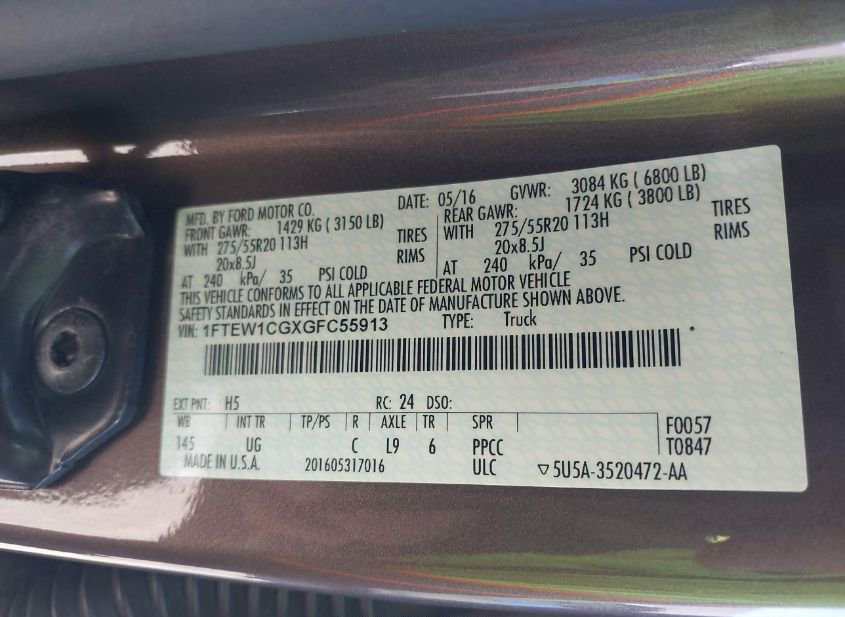 MFD. BY FORD MOTOR CO. DATE: 05/16 GVWR: 3084 KG ( 6800 LB)
FRONT GAWR: 1429 KG ( 3150 LB) REAR GAWR: 1724 KG ( 3800 LB)
WITH 275/55R20 113H TIRES WITH 275/55R20 113H TIRES
20x8.5J RIMS 20x8.5J RIMS
AT 240 kPa/ 35 PSI COLD AT 240 kPa/ 35 PSI COLD
THIS VEHICLE CONFORMS TO ALL APPLICABLE FEDERAL MOTOR VEHICLE
SAFETY STANDARDS IN EFFECT ON THE DATE OF MANUFACTURE SHOWN ABOVE.
VIN: 1FTEW1CGXGFC55913 TYPE: Truck
EXT PNT: H5 RC: 24 DSO:
WB INT TR TP/PS R AXLE TR SPR F0057
145 UG C L9 6 PPCC T0847
MADE IN U.S.A. 201605317016 ULC ▽5U5A-3520472-AA